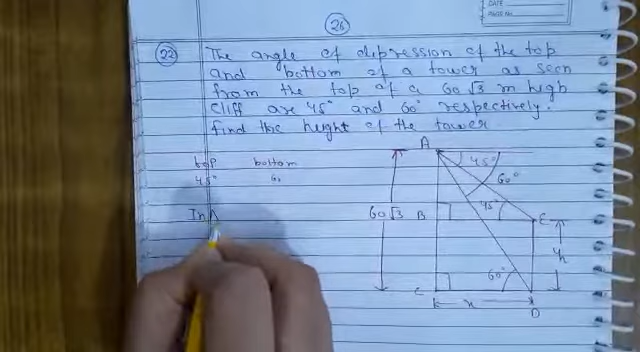 DATE
PAGE NO.
26
22 The angle of depression of the top
and bottom of a tower as seen
from the top of a 60√3 m high
cliff are 45° and 60° respectively.
find the height of the tower.
top bottom
45° 60
In Δ
A
45°
60°
60√3 B 45° E
h
60°
C x
D